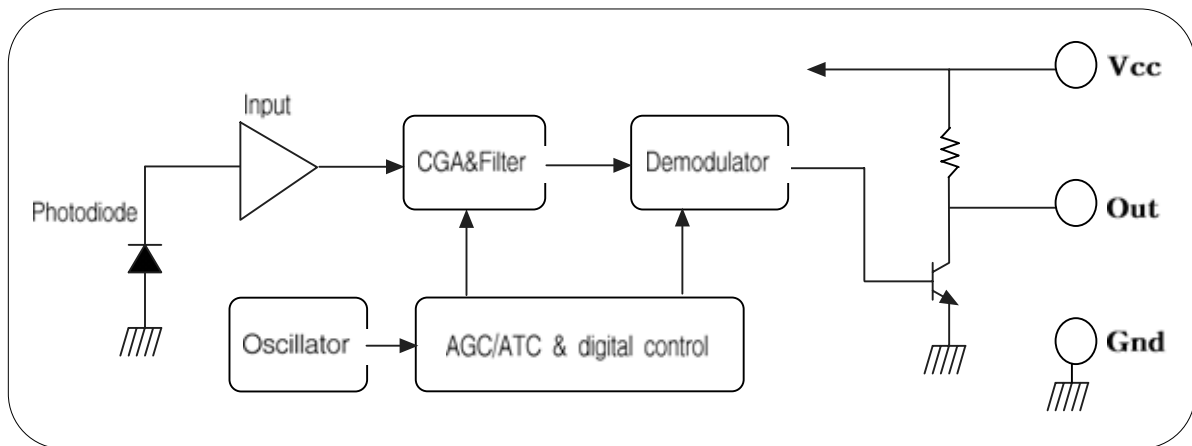 Vcc
Input
CGA&Filter
Demodulator
Photodiode
Out
Oscillator
AGC/ATC & digital control
Gnd